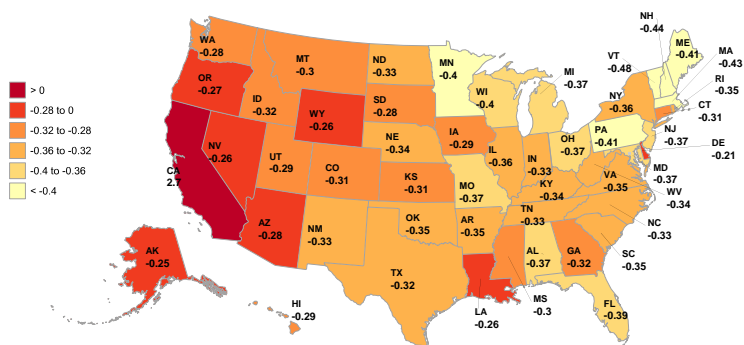 > 0
-0.28 to 0
-0.32 to -0.28
-0.36 to -0.32
-0.4 to -0.36
< -0.4
WA
-0.28
OR
-0.27
CA
2.7
NV
-0.26
ID
-0.32
MT
-0.3
WY
-0.26
UT
-0.29
AZ
-0.28
CO
-0.31
NM
-0.33
ND
-0.33
SD
-0.28
NE
-0.34
KS
-0.31
OK
-0.35
TX
-0.32
MN
-0.4
IA
-0.29
MO
-0.37
AR
-0.35
LA
-0.26
WI
-0.4
IL
-0.36
MI
-0.37
IN
-0.33
OH
-0.37
KY
-0.34
TN
-0.33
MS
-0.3
AL
-0.37
GA
-0.32
FL
-0.39
SC
-0.35
NC
-0.33
VA
-0.35
WV
-0.34
MD
-0.37
DE
-0.21
NJ
-0.37
PA
-0.41
NY
-0.36
CT
-0.31
RI
-0.35
MA
-0.43
VT
-0.48
NH
-0.44
ME
-0.41
AK
-0.25
HI
-0.29